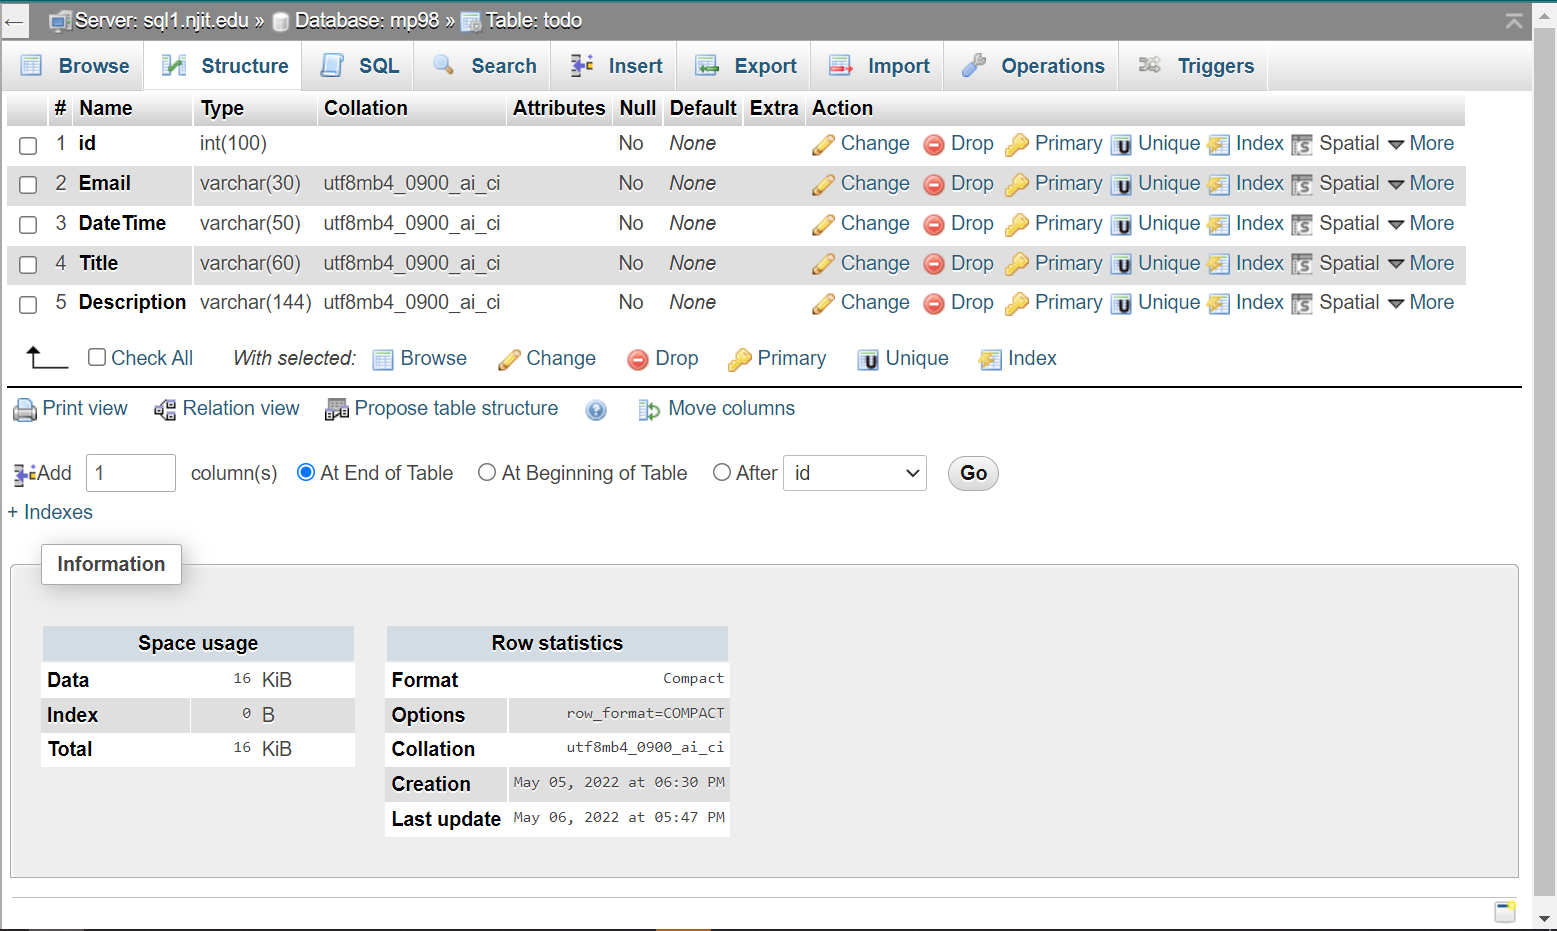 Server: sql1.njit.edu » Database: mp98 » Table: todo
Browse Structure SQL Search Insert Export Import Operations Triggers
# Name Type Collation Attributes Null Default Extra Action
1 id int(100) No None Change Drop Primary Unique Index Spatial More
2 Email varchar(30) utf8mb4_0900_ai_ci No None Change Drop Primary Unique Index Spatial More
3 DateTime varchar(50) utf8mb4_0900_ai_ci No None Change Drop Primary Unique Index Spatial More
4 Title varchar(60) utf8mb4_0900_ai_ci No None Change Drop Primary Unique Index Spatial More
5 Description varchar(144) utf8mb4_0900_ai_ci No None Change Drop Primary Unique Index Spatial More
Check All With selected: Browse Change Drop Primary Unique Index
Print view Relation view Propose table structure Move columns
Add 1 column(s) At End of Table At Beginning of Table After id Go
+ Indexes
Information
Space usage
Data 16 KiB
Index 0 B
Total 16 KiB
Row statistics
Format Compact
Options row_format=COMPACT
Collation utf8mb4_0900_ai_ci
Creation May 05, 2022 at 06:30 PM
Last update May 06, 2022 at 05:47 PM